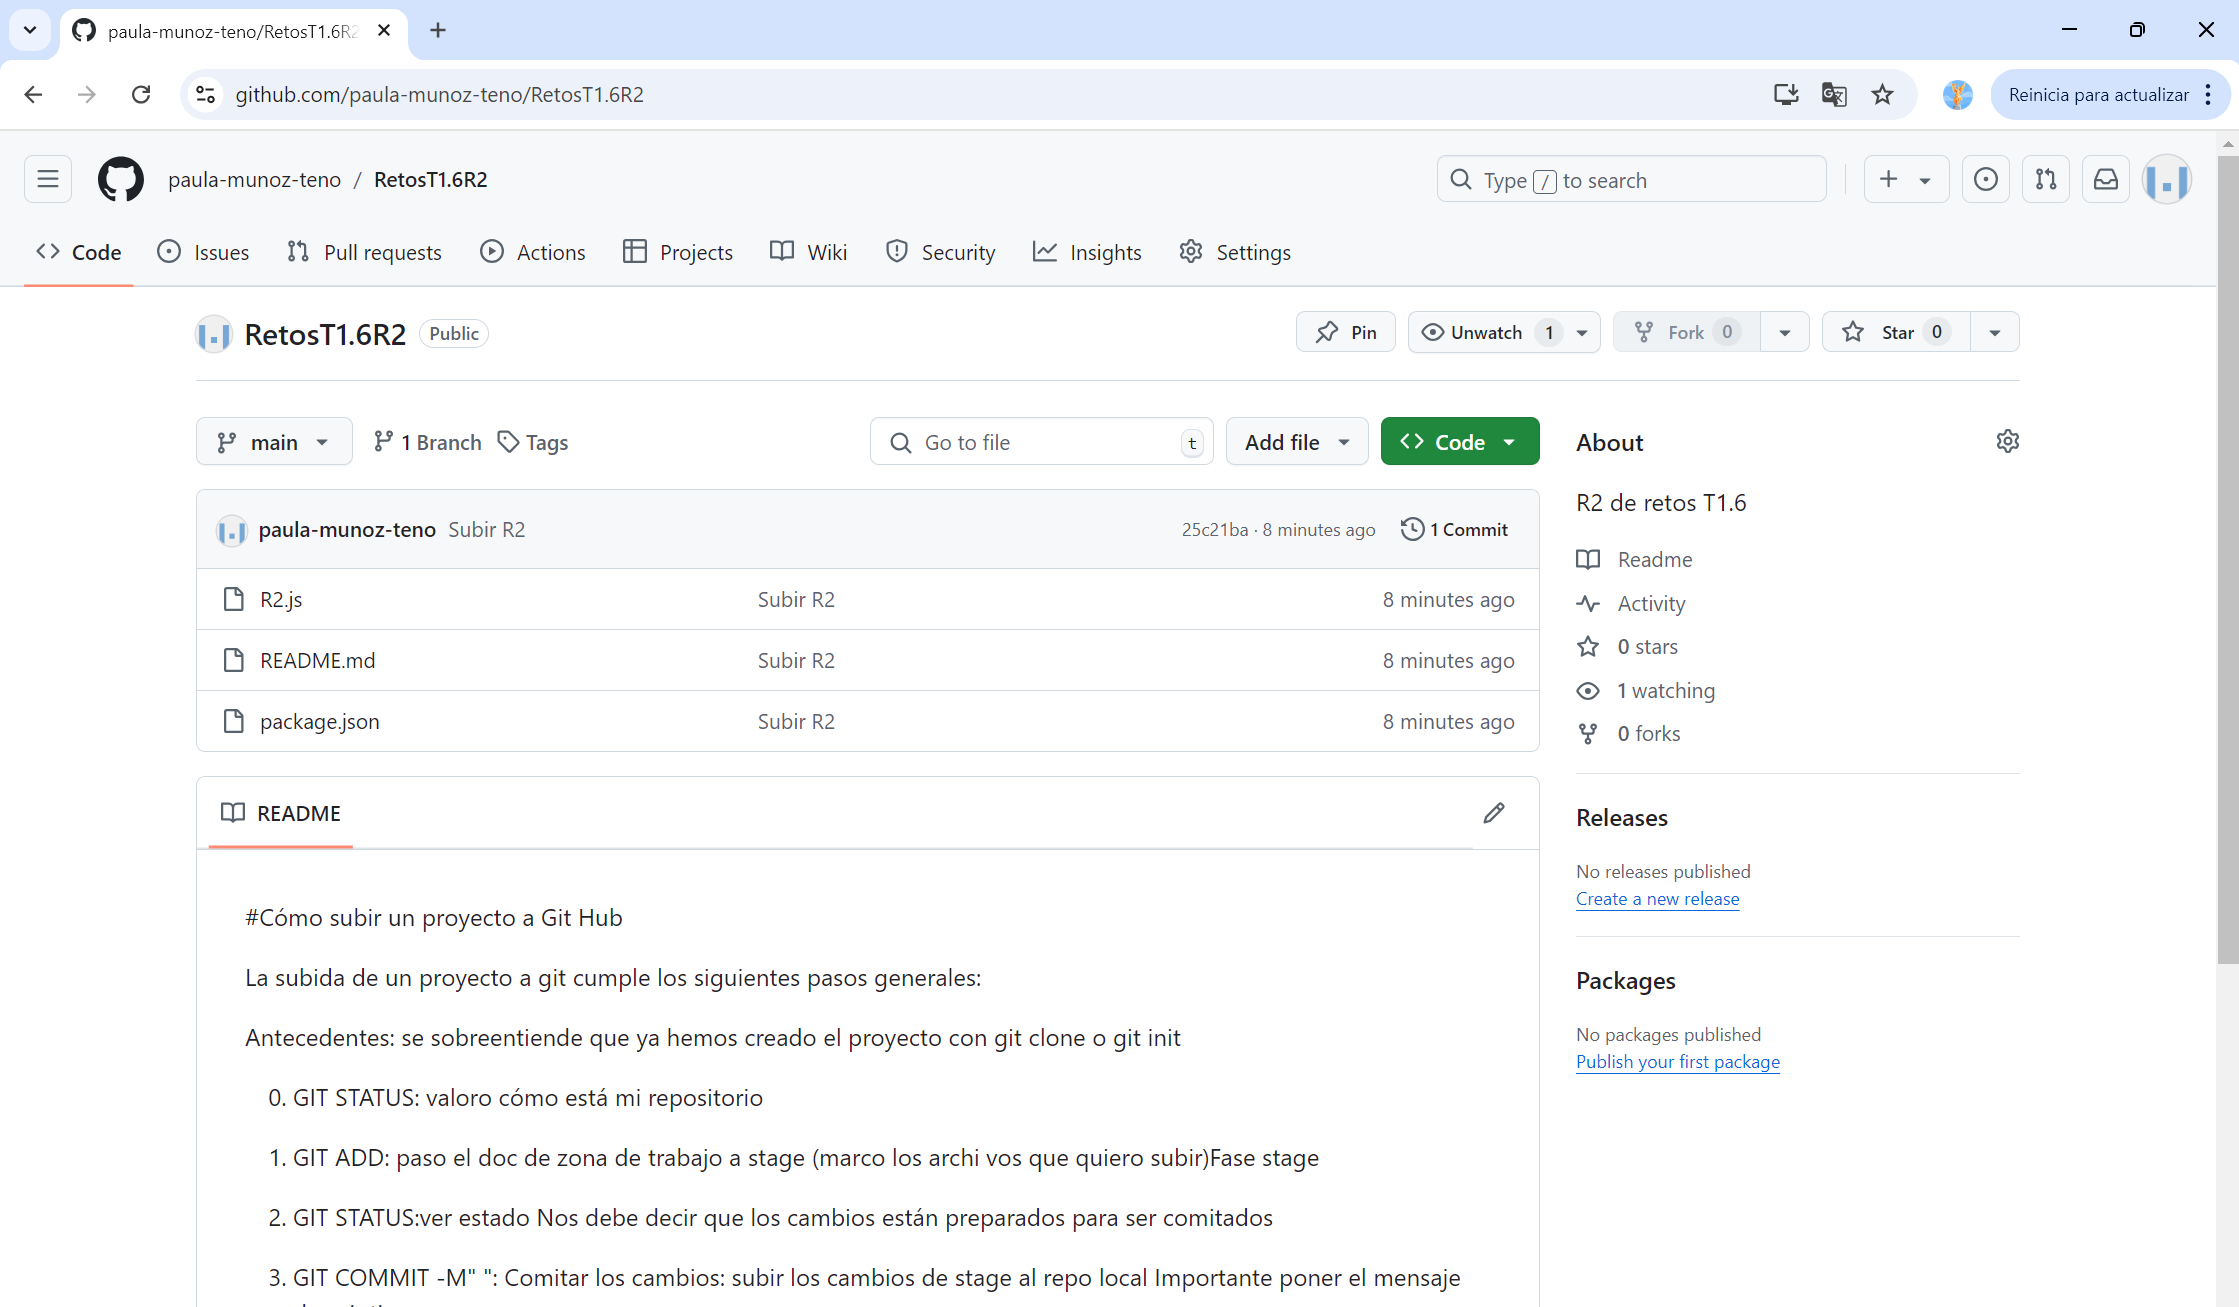 paula-munoz-teno/RetosT1.6R2
github.com/paula-munoz-teno/RetosT1.6R2
Reinicia para actualizar
paula-munoz-teno / RetosT1.6R2
Type / to search
Code
Issues
Pull requests
Actions
Projects
Wiki
Security
Insights
Settings
RetosT1.6R2
Public
Pin
Unwatch 1
Fork 0
Star 0
main
1 Branch
Tags
Go to file
t
Add file
Code
paula-munoz-teno Subir R2
25c21ba · 8 minutes ago
1 Commit
R2.js Subir R2 8 minutes ago
README.md Subir R2 8 minutes ago
package.json Subir R2 8 minutes ago
README
#Cómo subir un proyecto a Git Hub
La subida de un proyecto a git cumple los siguientes pasos generales:
Antecedentes: se sobreentiende que ya hemos creado el proyecto con git clone o git init
0. GIT STATUS: valoro cómo está mi repositorio
1. GIT ADD: paso el doc de zona de trabajo a stage (marco los archi vos que quiero subir)Fase stage
2. GIT STATUS:ver estado Nos debe decir que los cambios están preparados para ser comitados
3. GIT COMMIT -M" ": Comitar los cambios: subir los cambios de stage al repo local Importante poner el mensaje
About
R2 de retos T1.6
Readme
Activity
0 stars
1 watching
0 forks
Releases
No releases published
Create a new release
Packages
No packages published
Publish your first package